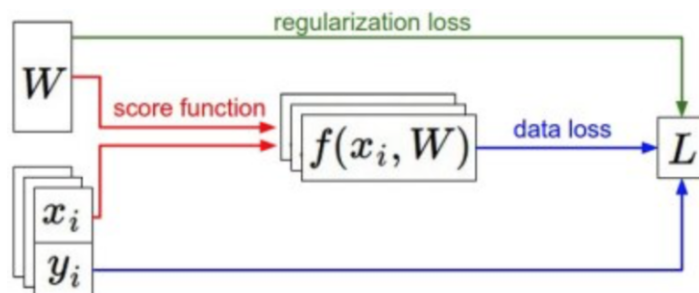 regularization loss
W
score function
f(x_i, W)
data loss
L
x_i
y_i